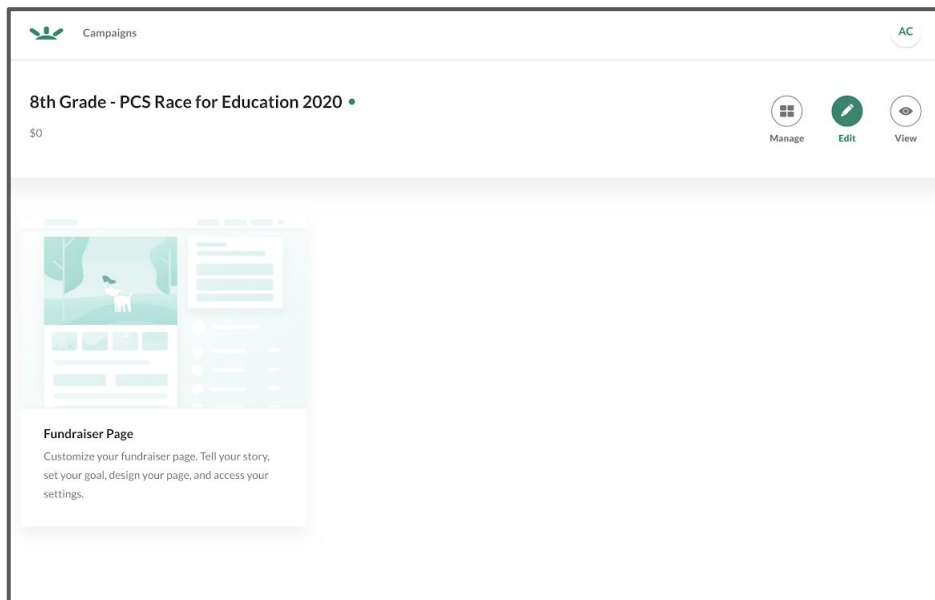 Campaigns
AC
8th Grade - PCS Race for Education 2020
$0
Manage
Edit
View
Fundraiser Page
Customize your fundraiser page. Tell your story,
set your goal, design your page, and access your
settings.